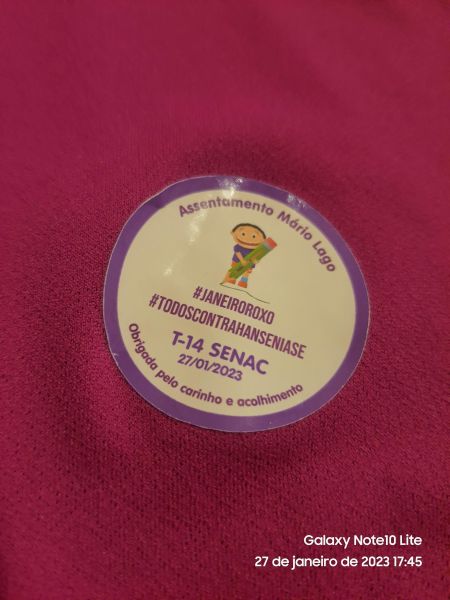 Assentamento Mário Lago
#JANEIROROXO
#TODOSCONTRAHANSENIASE
T-14 SENAC
27/01/2023
Obrigada pelo carinho e acolhimento
Galaxy Note10 Lite
27 de janeiro de 2023 17:45